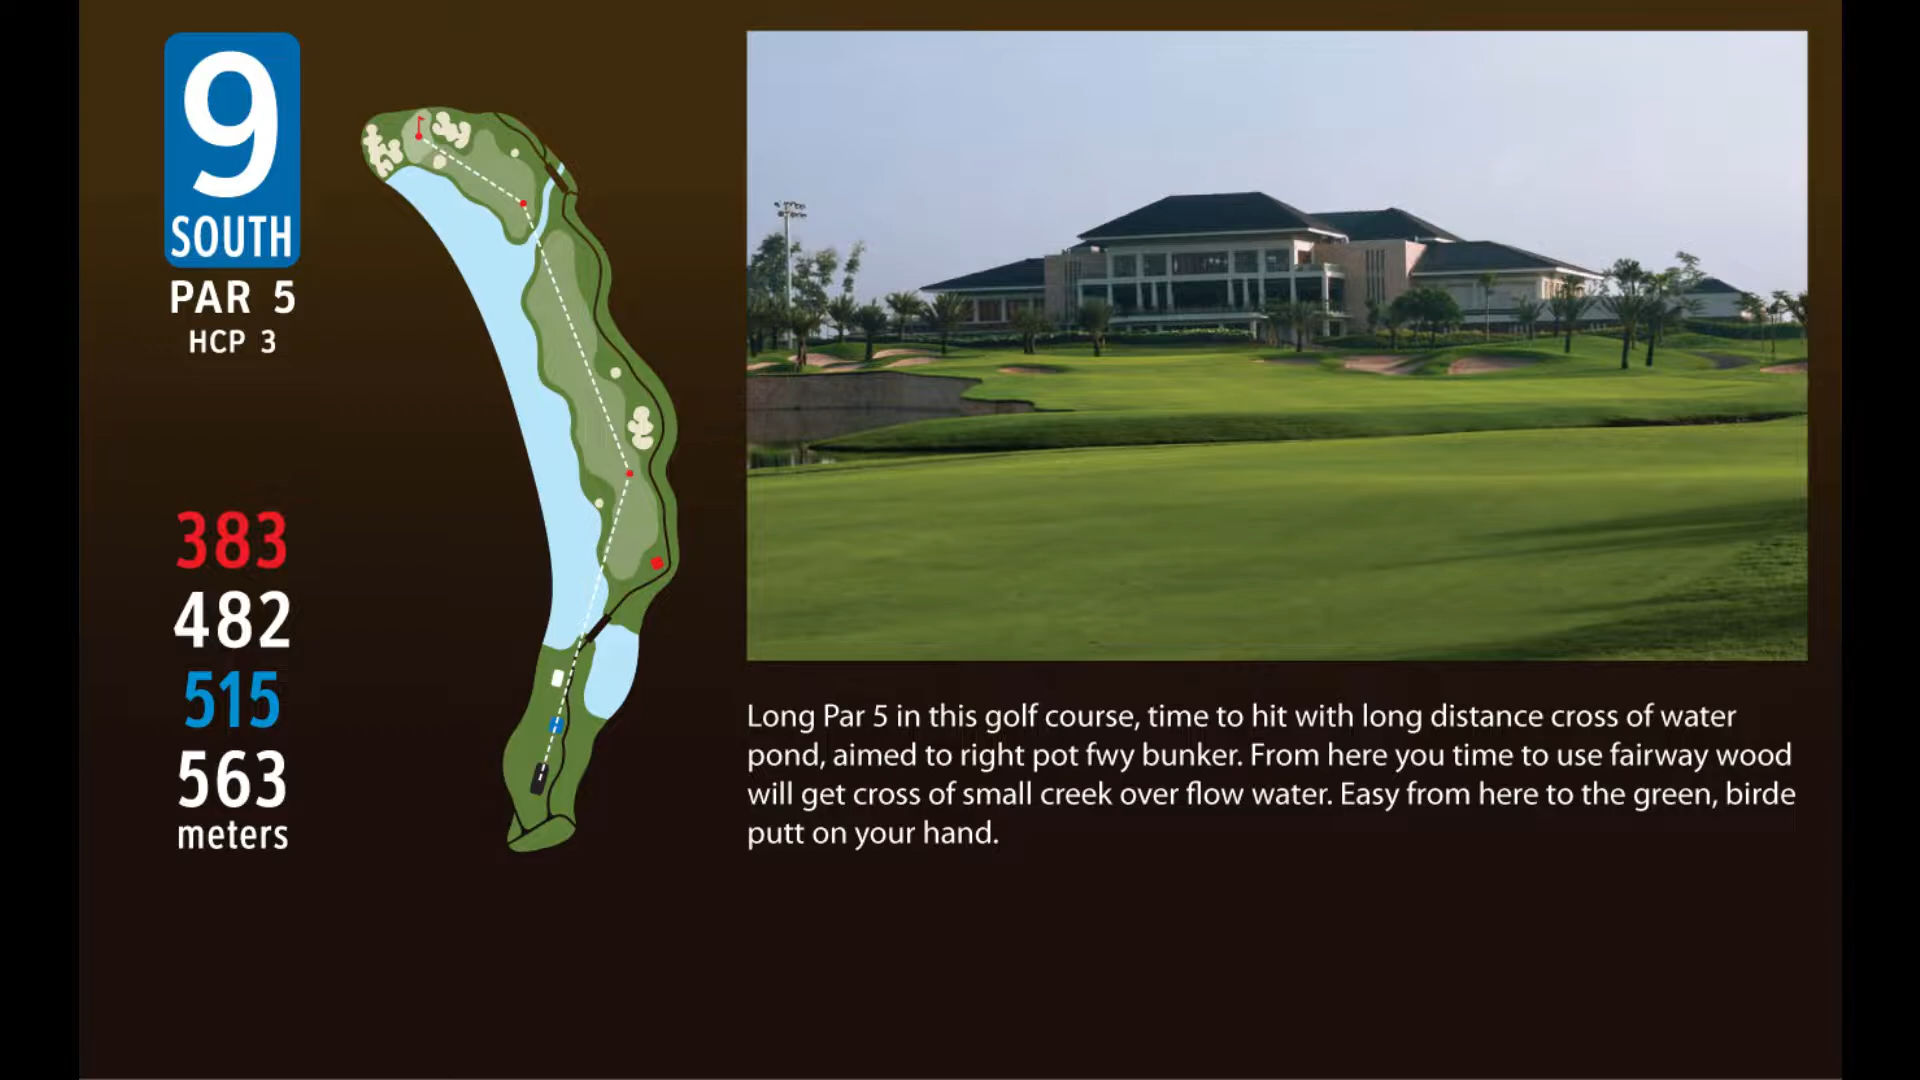 9
SOUTH
PAR 5
HCP 3
383
482
515
563
meters
Long Par 5 in this golf course, time to hit with long distance cross of water
pond, aimed to right pot fwy bunker. From here you time to use fairway wood
will get cross of small creek over flow water. Easy from here to the green, birde
putt on your hand.